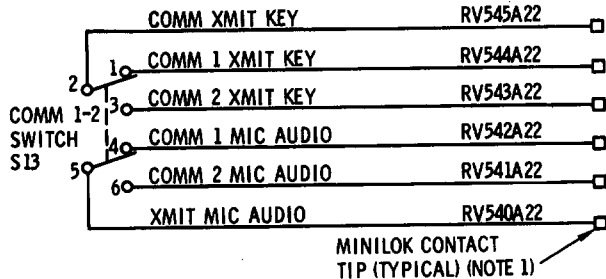 COMM XMIT KEY RV545A22
1 COMM 1 XMIT KEY RV544A22
2
3 COMM 2 XMIT KEY RV543A22
COMM 1-2
SWITCH
S13
4 COMM 1 MIC AUDIO RV542A22
5
6 COMM 2 MIC AUDIO RV541A22
XMIT MIC AUDIO RV540A22
MINILOK CONTACT
TIP (TYPICAL) (NOTE 1)